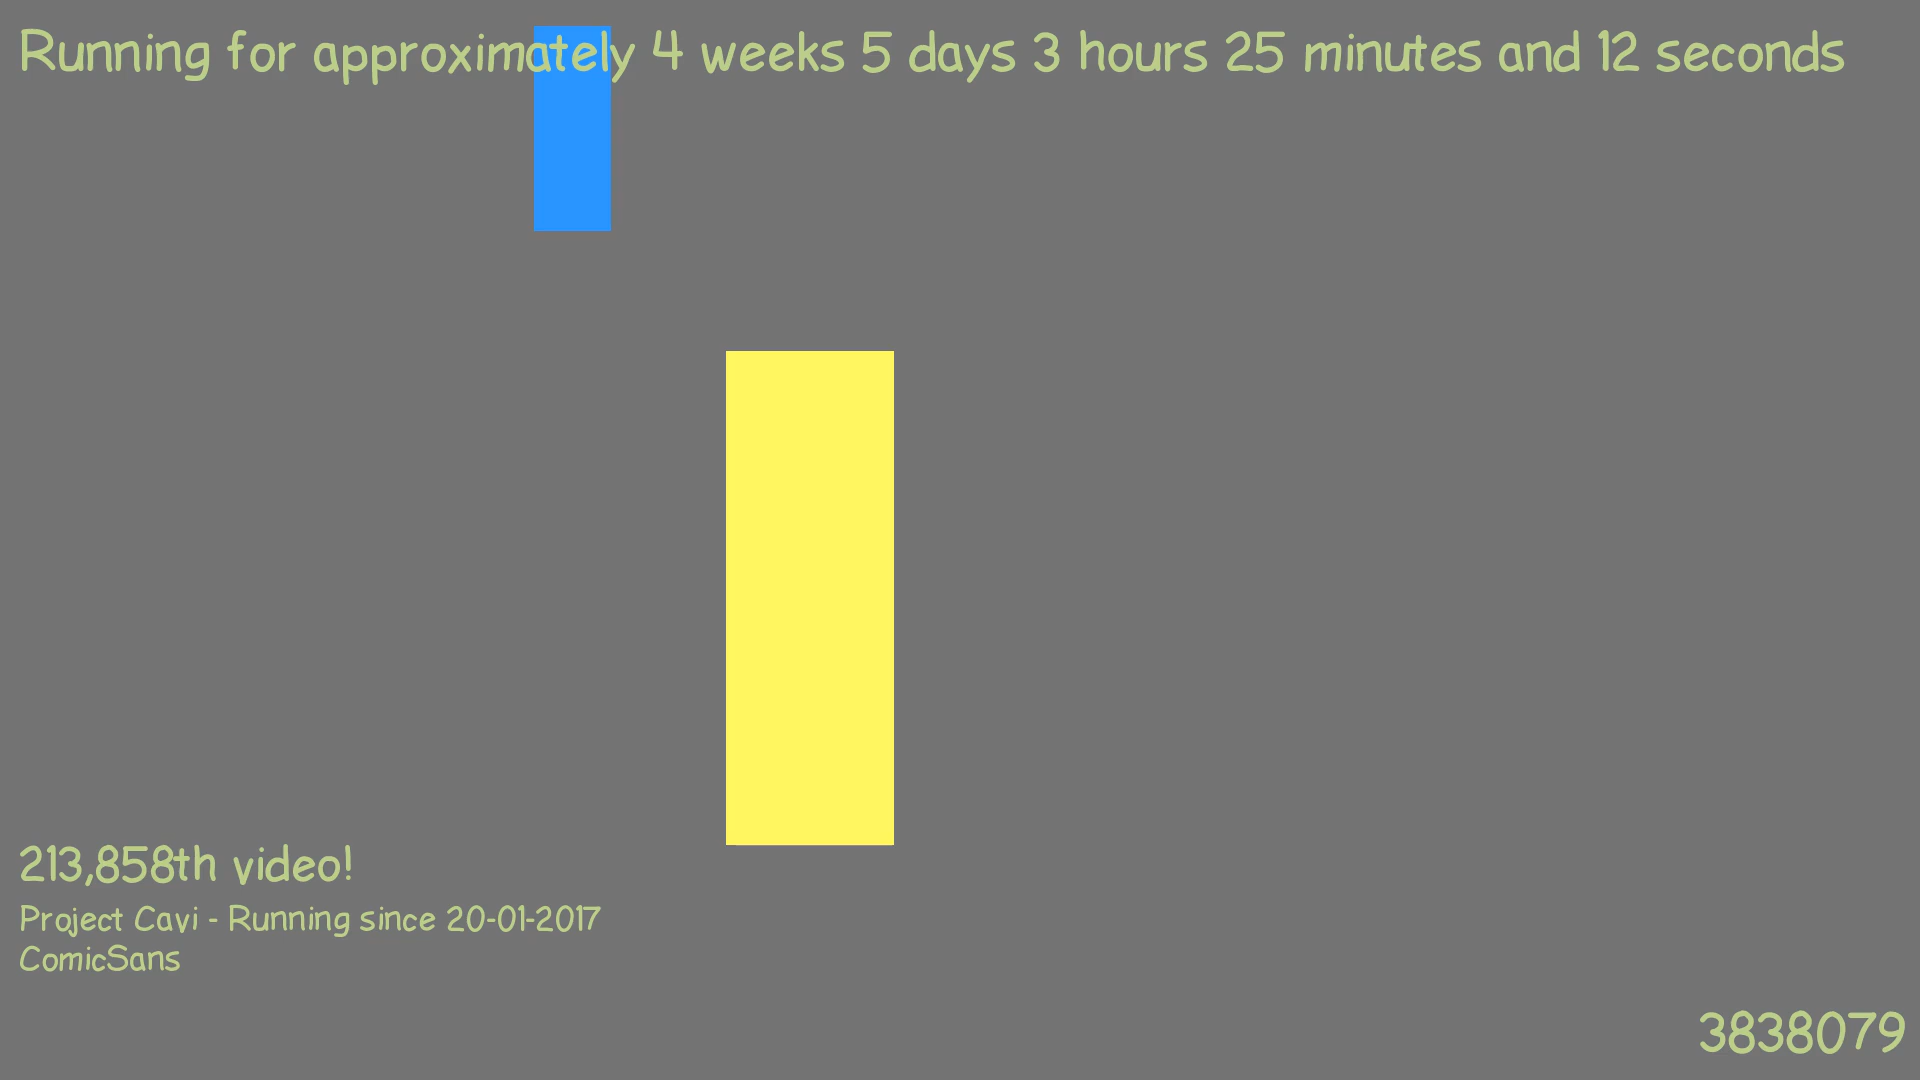 Running for approximately 4 weeks 5 days 3 hours 25 minutes and 12 seconds
213,858th video!
Project Cavi - Running since 20-01-2017
ComicSans
3838079